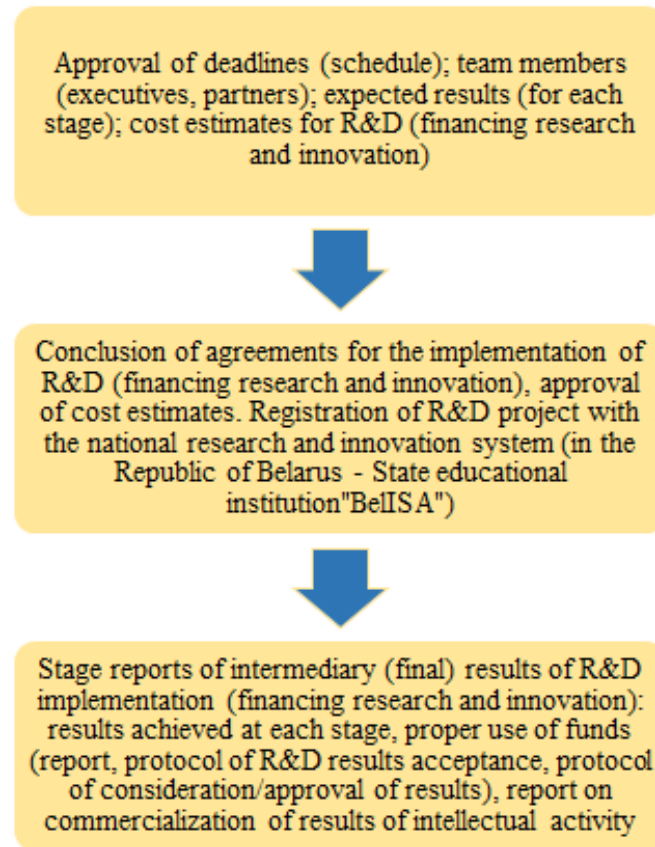 Approval of deadlines (schedule); team members
(executives, partners); expected results (for each
stage); cost estimates for R&D (financing research
and innovation)
Conclusion of agreements for the implementation of
R&D (financing research and innovation), approval
of cost estimates. Registration of R&D project with
the national research and innovation system (in the
Republic of Belarus - State educational
institution"BelISA")
Stage reports of intermediary (final) results of R&D
implementation (financing research and innovation):
results achieved at each stage, proper use of funds
(report, protocol of R&D results acceptance, protocol
of consideration/approval of results), report on
commercialization of results of intellectual activity